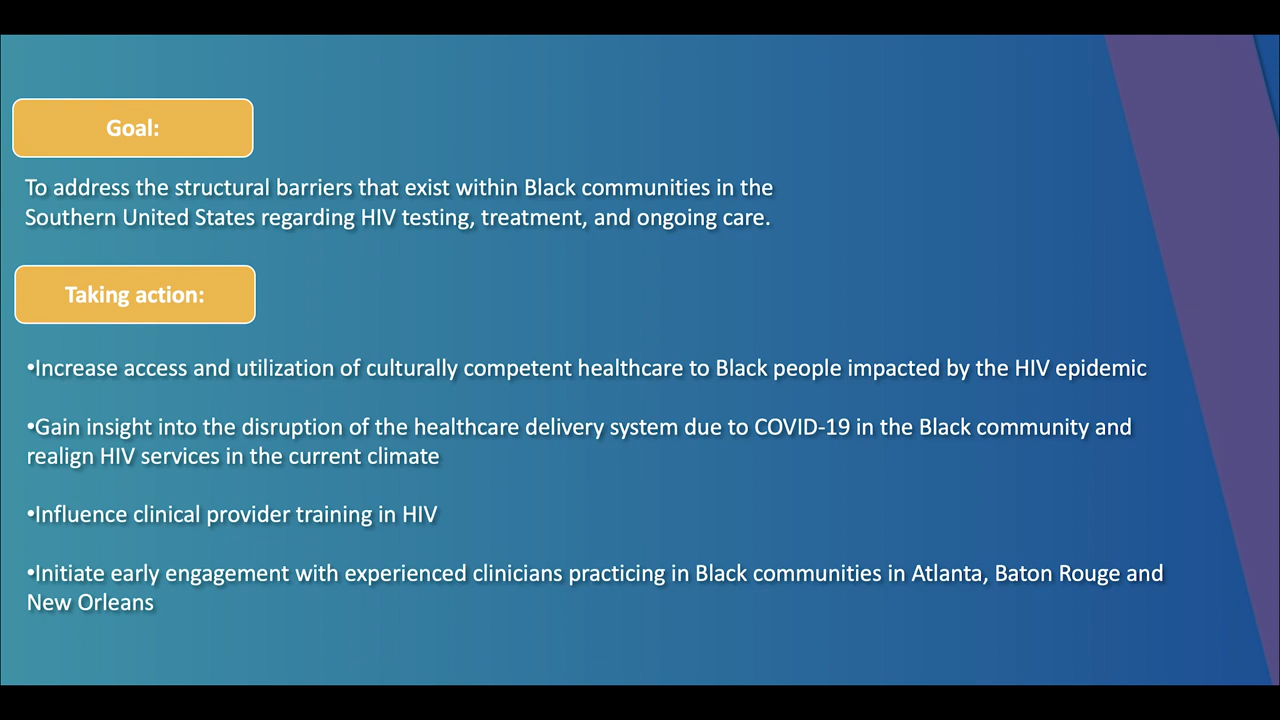 Goal:
To address the structural barriers that exist within Black communities in the
Southern United States regarding HIV testing, treatment, and ongoing care.
Taking action:
•Increase access and utilization of culturally competent healthcare to Black people impacted by the HIV epidemic
•Gain insight into the disruption of the healthcare delivery system due to COVID-19 in the Black community and
realign HIV services in the current climate
•Influence clinical provider training in HIV
•Initiate early engagement with experienced clinicians practicing in Black communities in Atlanta, Baton Rouge and
New Orleans